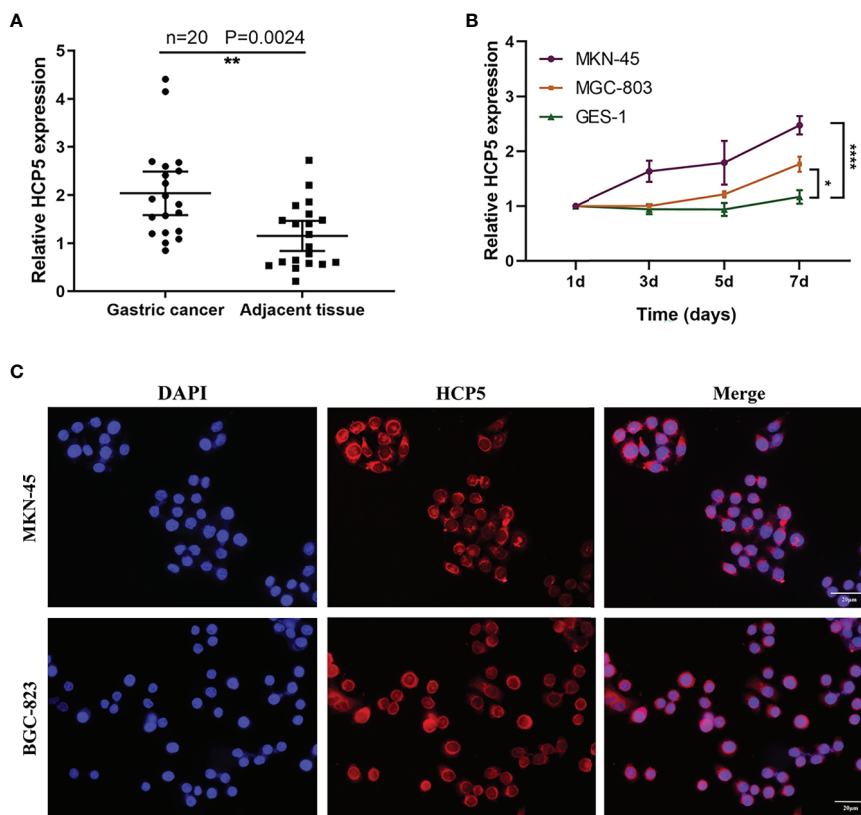 A
n=20 P=0.0024
**
Relative HCP5 expression
5
4
3
2
1
0
Gastric cancer
Adjacent tissue
B
Relative HCP5 expression
4
3
2
1
0
MKN-45
MGC-803
GES-1
****
*
1d 3d 5d 7d
Time (days)
C
DAPI HCP5 Merge
MKN-45
20μm
BGC-823
20μm